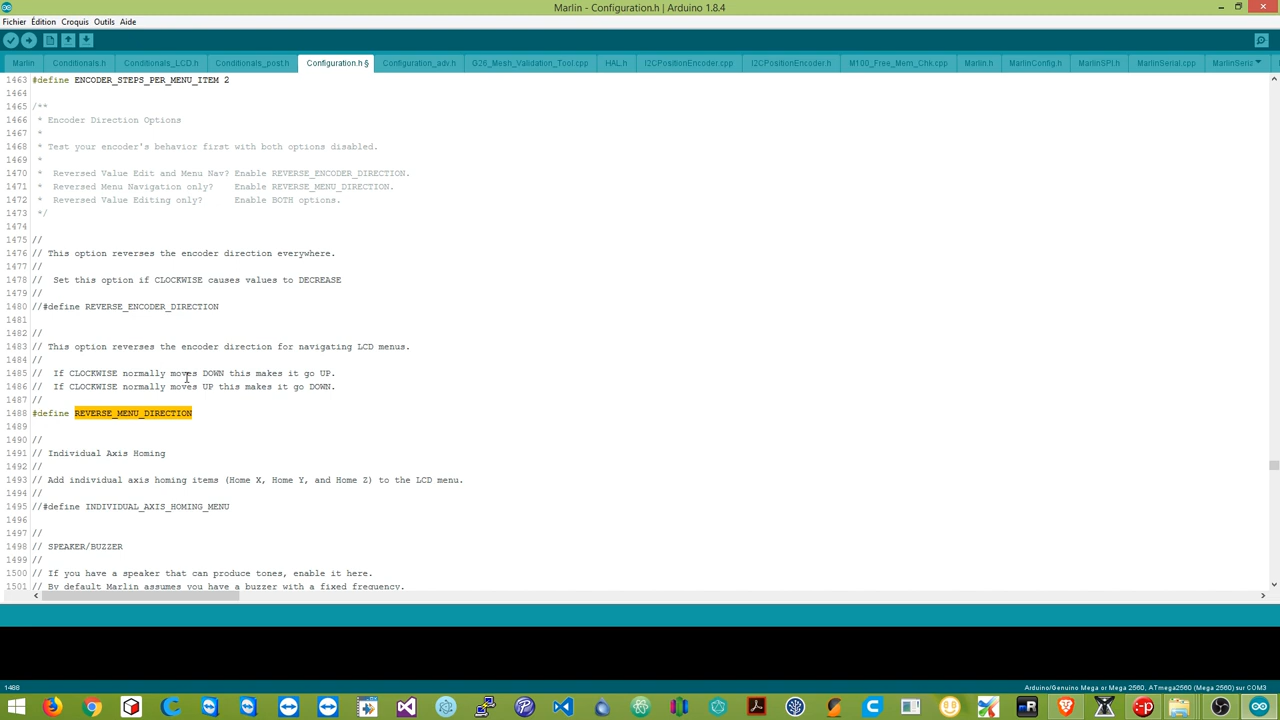 Marlin - Configuration.h | Arduino 1.8.4
Fichier Édition Croquis Outils Aide
Marlin Conditionals.h Conditionals_LCD.h Conditionals_post.h Configuration.h § Configuration_adv.h G26_Mesh_Validation_Tool.cpp HAL.h I2CPositionEncoder.cpp I2CPositionEncoder.h M100_Free_Mem_Chk.cpp Marlin.h MarlinConfig.h MarlinSPI.h MarlinSerial.cpp MarlinSeria
1463 #define ENCODER_STEPS_PER_MENU_ITEM 2
1464
1465 /**
1466 * Encoder Direction Options
1467 *
1468 * Test your encoder's behavior first with both options disabled.
1469 *
1470 * Reversed Value Edit and Menu Nav? Enable REVERSE_ENCODER_DIRECTION.
1471 * Reversed Menu Navigation only? Enable REVERSE_MENU_DIRECTION.
1472 * Reversed Value Editing only? Enable BOTH options.
1473 */
1474
1475 //
1476 // This option reverses the encoder direction everywhere.
1477 //
1478 // Set this option if CLOCKWISE causes values to DECREASE
1479 //
1480 //#define REVERSE_ENCODER_DIRECTION
1481
1482 //
1483 // This option reverses the encoder direction for navigating LCD menus.
1484 //
1485 // If CLOCKWISE normally moves DOWN this makes it go UP.
1486 // If CLOCKWISE normally moves UP this makes it go DOWN.
1487 //
1488 #define REVERSE_MENU_DIRECTION
1489
1490 //
1491 // Individual Axis Homing
1492 //
1493 // Add individual axis homing items (Home X, Home Y, and Home Z) to the LCD menu.
1494 //
1495 //#define INDIVIDUAL_AXIS_HOMING_MENU
1496
1497 //
1498 // SPEAKER/BUZZER
1499 //
1500 // If you have a speaker that can produce tones, enable it here.
1501 // By default Marlin assumes you have a buzzer with a fixed frequency.
1488 Arduino/Genuino Mega or Mega 2560, ATmega2560 (Mega 2560) sur COM3